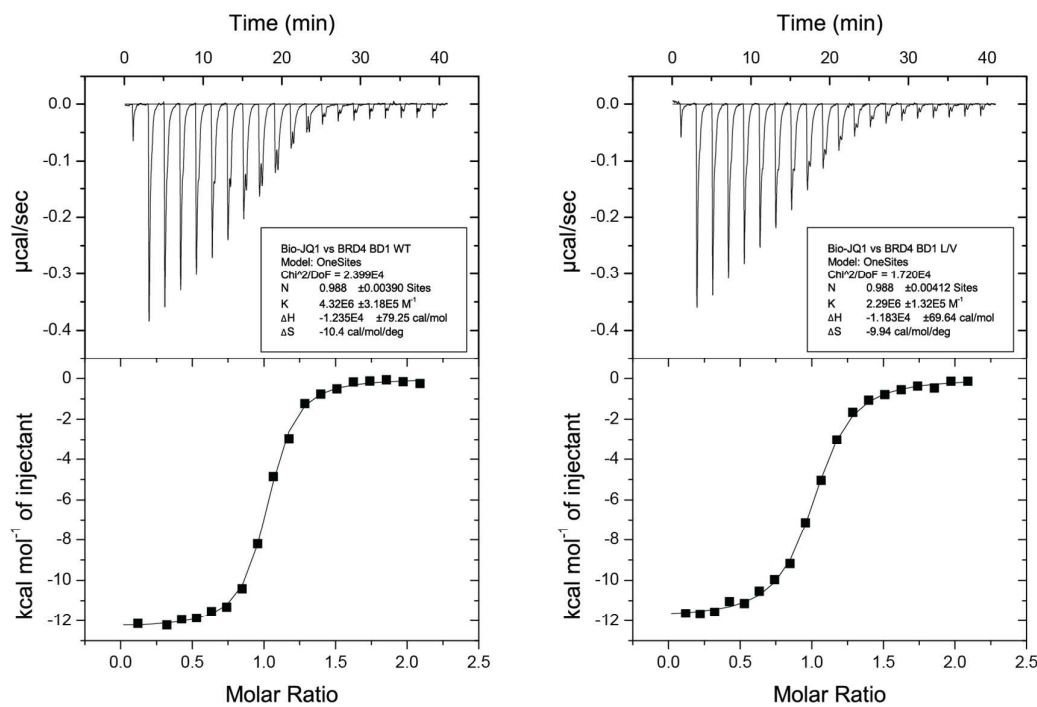 Time (min)
0 10 20 30 40
0.0
-0.1
-0.2
-0.3
-0.4
µcal/sec
Bio-JQ1 vs BRD4 BD1 WT
Model: OneSites
Chi^2/DoF = 2.399E4
N 0.988 ±0.00390 Sites
K 4.32E6 ±3.18E5 M⁻¹
ΔH -1.235E4 ±79.25 cal/mol
ΔS -10.4 cal/mol/deg
0
-2
-4
-6
-8
-10
-12
kcal mol⁻¹ of injectant
0.0 0.5 1.0 1.5 2.0 2.5
Molar Ratio
Time (min)
0 10 20 30 40
0.0
-0.1
-0.2
-0.3
-0.4
µcal/sec
Bio-JQ1 vs BRD4 BD1 L/V
Model: OneSites
Chi^2/DoF = 1.720E4
N 0.988 ±0.00412 Sites
K 2.29E6 ±1.32E5 M⁻¹
ΔH -1.183E4 ±69.64 cal/mol
ΔS -9.94 cal/mol/deg
0
-2
-4
-6
-8
-10
-12
kcal mol⁻¹ of injectant
0.0 0.5 1.0 1.5 2.0 2.5
Molar Ratio